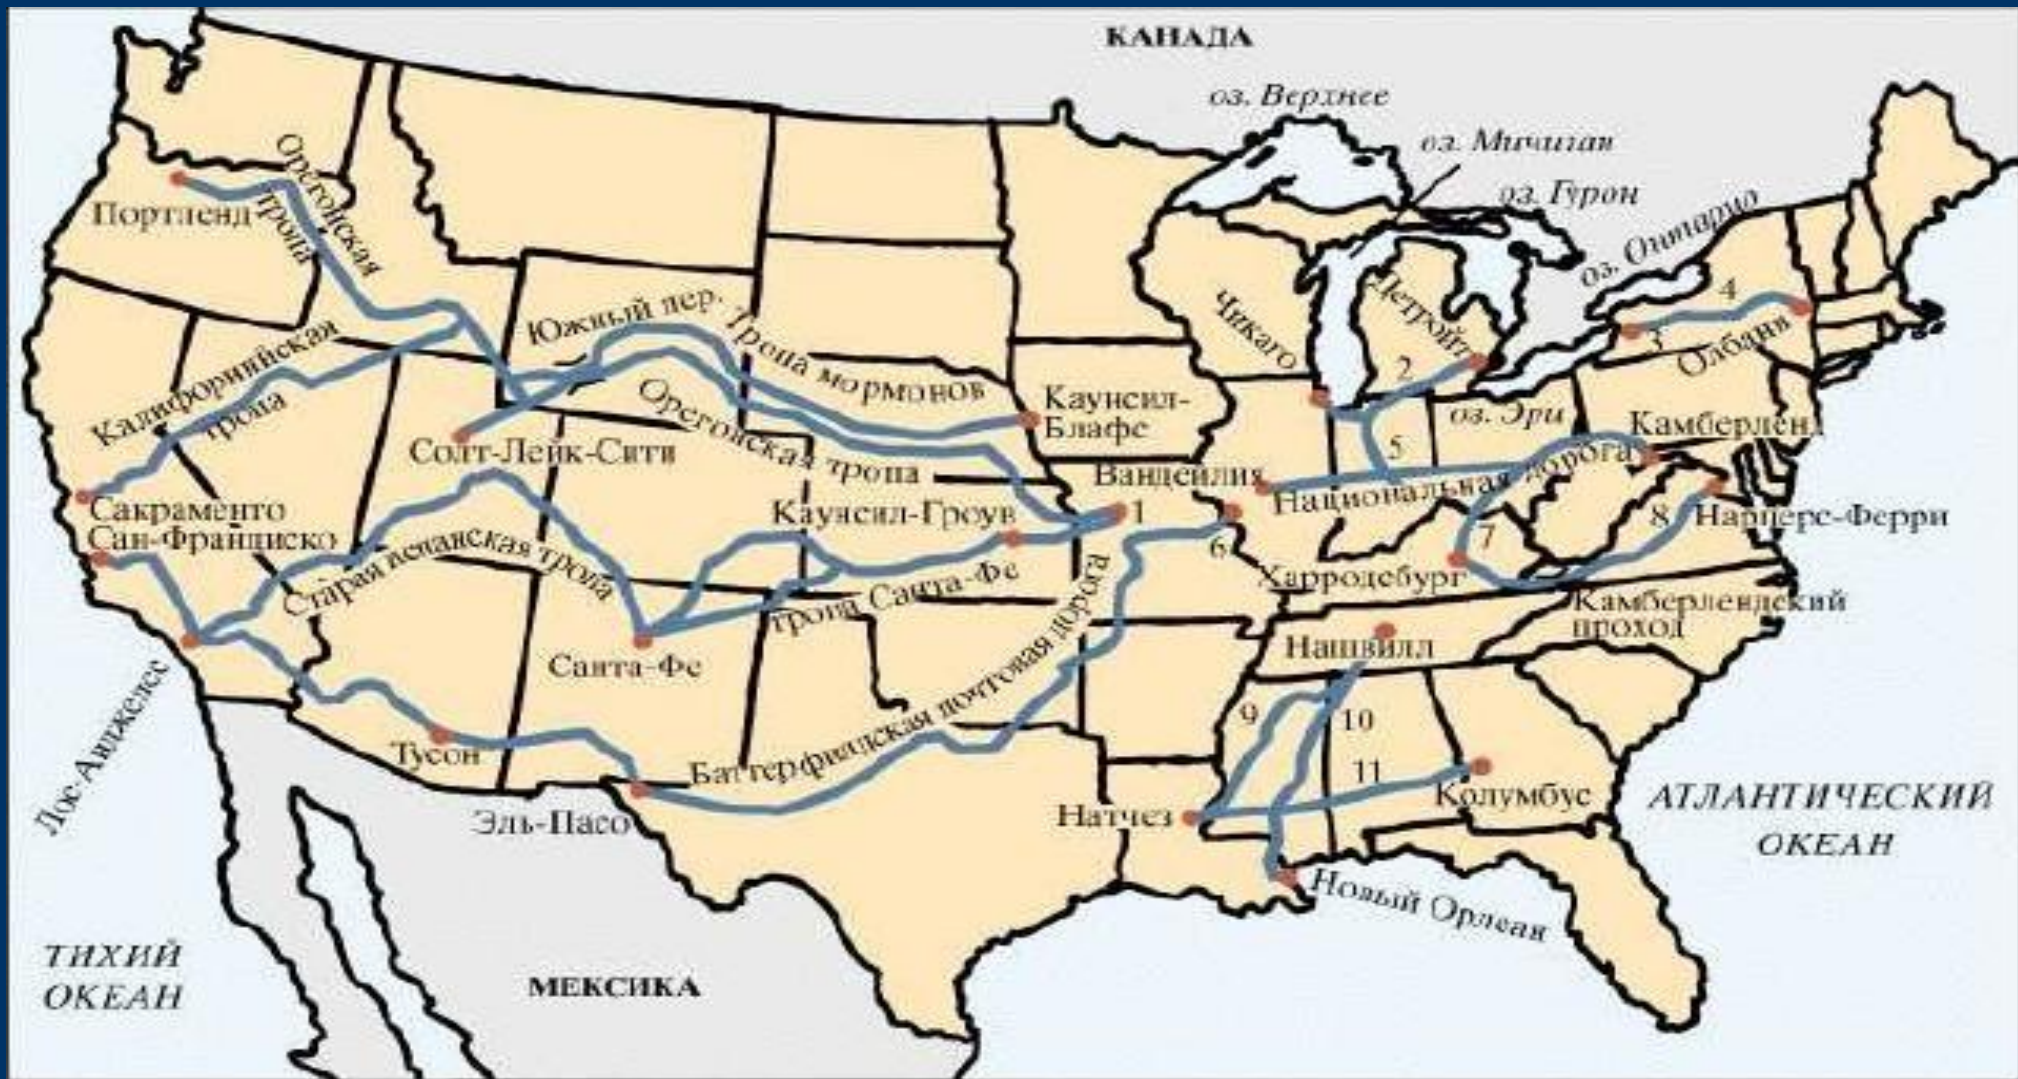 КАНАДА
оз. Верхнее
оз. Мичиган
оз. Гурон
оз. Онтарио
Орегонская
тропа
Портленд
4
3
Олбани
Южный пер.
Тропа мормонов
Чикаго
Детройт
2
Калифорнийская
тропа
Орегонская тропа
Каунсил-
Блафе
оз. Эри
Камберленд
5
Солт-Лейк-Сити
Вандейлия
Национальная дорога
Сакраменто
Сан-Франциско
Каунсил-Гроув
1
6
7
8
Харперс-Ферри
Старая испанская тропа
тропа Санта-Фе
Харродсбург
Камберлендский
проход
Нашвилл
Санта-Фе
Лос-Анджелес
Тусон
Баттерфилдская почтовая дорога
9
10
11
Колумбус
Эль-Пасо
Натчез
Новый Орлеан
АТЛАНТИЧЕСКИЙ
ОКЕАН
ТИХИЙ
ОКЕАН
МЕКСИКА